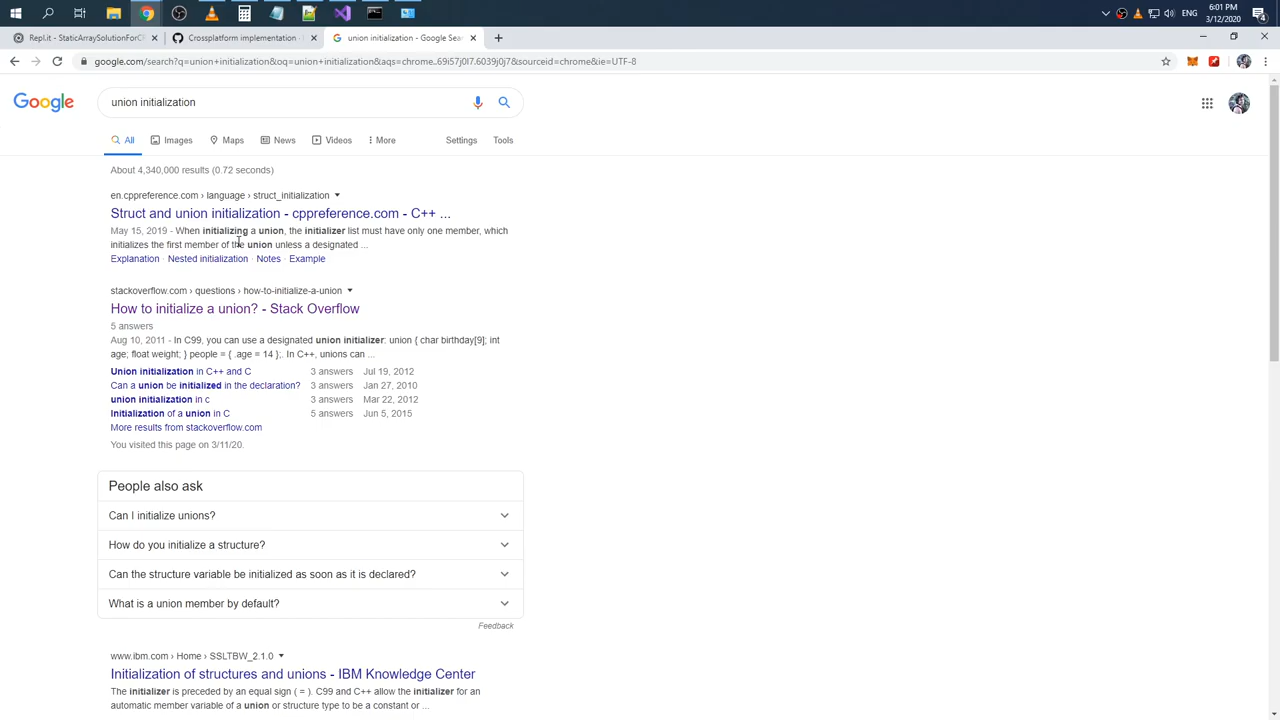 6:01 PM
ENG
3/12/2020
4
Repl.it - StaticArraySolutionForC
Crossplatform implementation
union initialization - Google Sea
google.com/search?q=union+initialization&oq=union+initialization&aqs=chrome..69i57j0l7.6039j0j7&sourceid=chrome&ie=UTF-8
Google
union initialization
All
Images
Maps
News
Videos
More
Settings
Tools
About 4,340,000 results (0.72 seconds)
en.cppreference.com › language › struct_initialization
Struct and union initialization - cppreference.com - C++ ...
May 15, 2019 - When initializing a union, the initializer list must have only one member, which
initializes the first member of the union unless a designated ...
Explanation · Nested initialization · Notes · Example
stackoverflow.com › questions › how-to-initialize-a-union
How to initialize a union? - Stack Overflow
5 answers
Aug 10, 2011 - In C99, you can use a designated union initializer: union { char birthday[9]; int
age; float weight; } people = { .age = 14 };. In C++, unions can ...
Union initialization in C++ and C 3 answers Jul 19, 2012
Can a union be initialized in the declaration? 3 answers Jan 27, 2010
union initialization in c 3 answers Mar 22, 2012
Initialization of a union in C 5 answers Jun 5, 2015
More results from stackoverflow.com
You visited this page on 3/11/20.
People also ask
Can I initialize unions?
How do you initialize a structure?
Can the structure variable be initialized as soon as it is declared?
What is a union member by default?
Feedback
www.ibm.com › Home › SSLTBW_2.1.0
Initialization of structures and unions - IBM Knowledge Center
The initializer is preceded by an equal sign ( = ). C99 and C++ allow the initializer for an
automatic member variable of a union or structure type to be a constant or ...